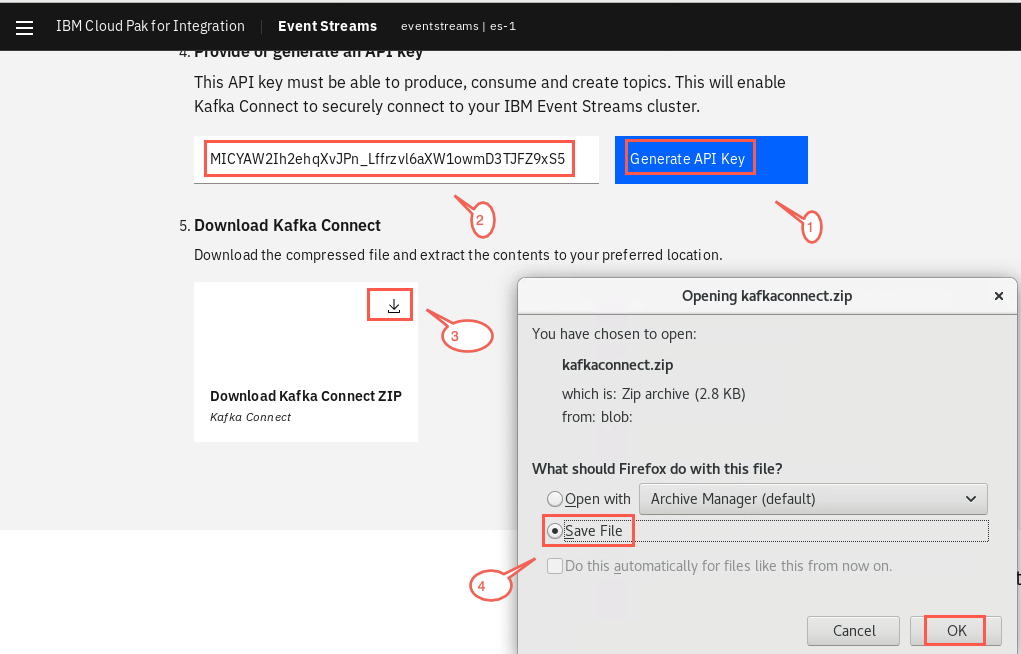 IBM Cloud Pak for Integration | Event Streams eventstreams | es-1
4. Provide or generate an API key
This API key must be able to produce, consume and create topics. This will enable
Kafka Connect to securely connect to your IBM Event Streams cluster.
MICYAW2Ih2ehqXvJPn_Lffrzvl6aXW1owmD3TJFZ9xS5
Generate API Key
2
1
5. Download Kafka Connect
Download the compressed file and extract the contents to your preferred location.
3
Download Kafka Connect ZIP
Kafka Connect
Opening kafkaconnect.zip
You have chosen to open:
kafkaconnect.zip
which is: Zip archive (2.8 KB)
from: blob:
What should Firefox do with this file?
Open with Archive Manager (default)
Save File
Do this automatically for files like this from now on.
4
Cancel OK